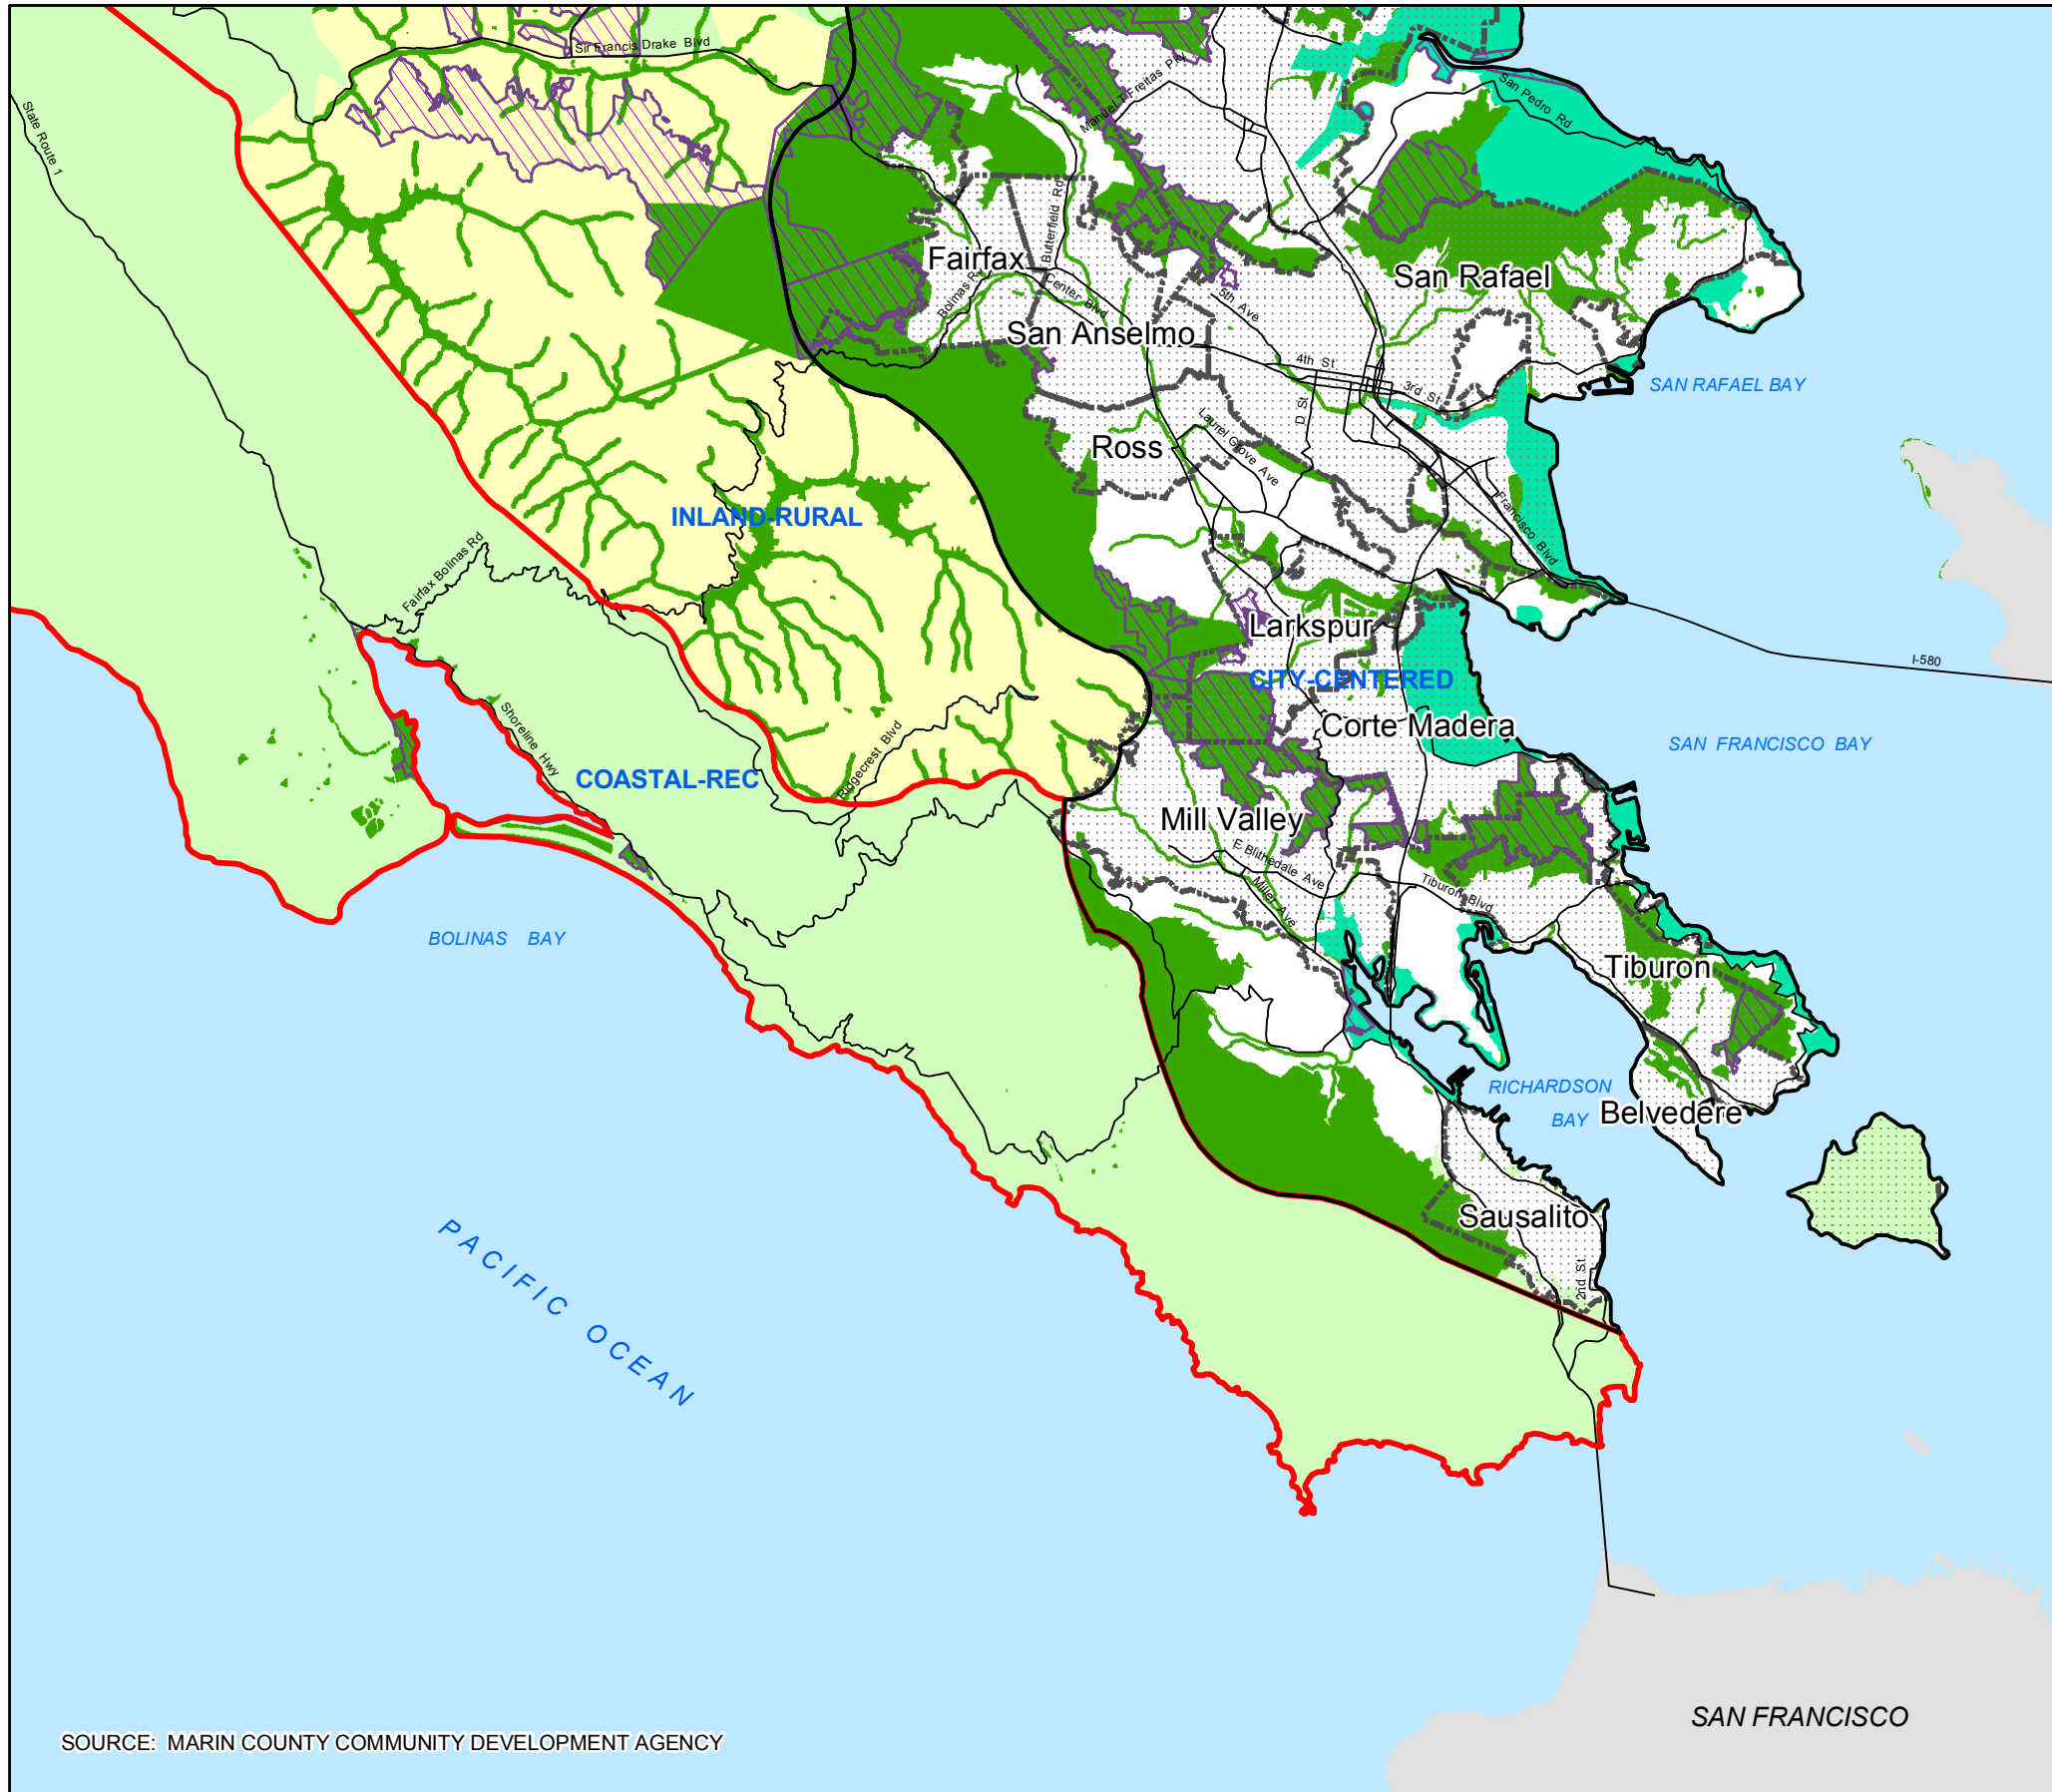 Sir Francis Drake Blvd
State Route 1
Manuel T Freitas Pky
San Pedro Rd
Butterfield Rd
Fairfax
San Rafael
Bolinas R
Center Blvd
5th Ave
San Anselmo
4th St
3rd St
SAN RAFAEL BAY
D St
Laurel Grove Ave
Ross
INLAND-RURAL
Francisco Blvd
Fairfax Bolinas Rd
Larkspur
I-580
CITY-CENTERED
Shoreline Hwy
Corte Madera
SAN FRANCISCO BAY
Ridgecrest Blvd
COASTAL-REC
Mill Valley
E Blithedale Ave
Miller Ave
Tiburon Blvd
BOLINAS BAY
Tiburon
RICHARDSON
BAY
Belvedere
Sausalito
2nd St
PACIFIC OCEAN
SAN FRANCISCO
SOURCE: MARIN COUNTY COMMUNITY DEVELOPMENT AGENCY